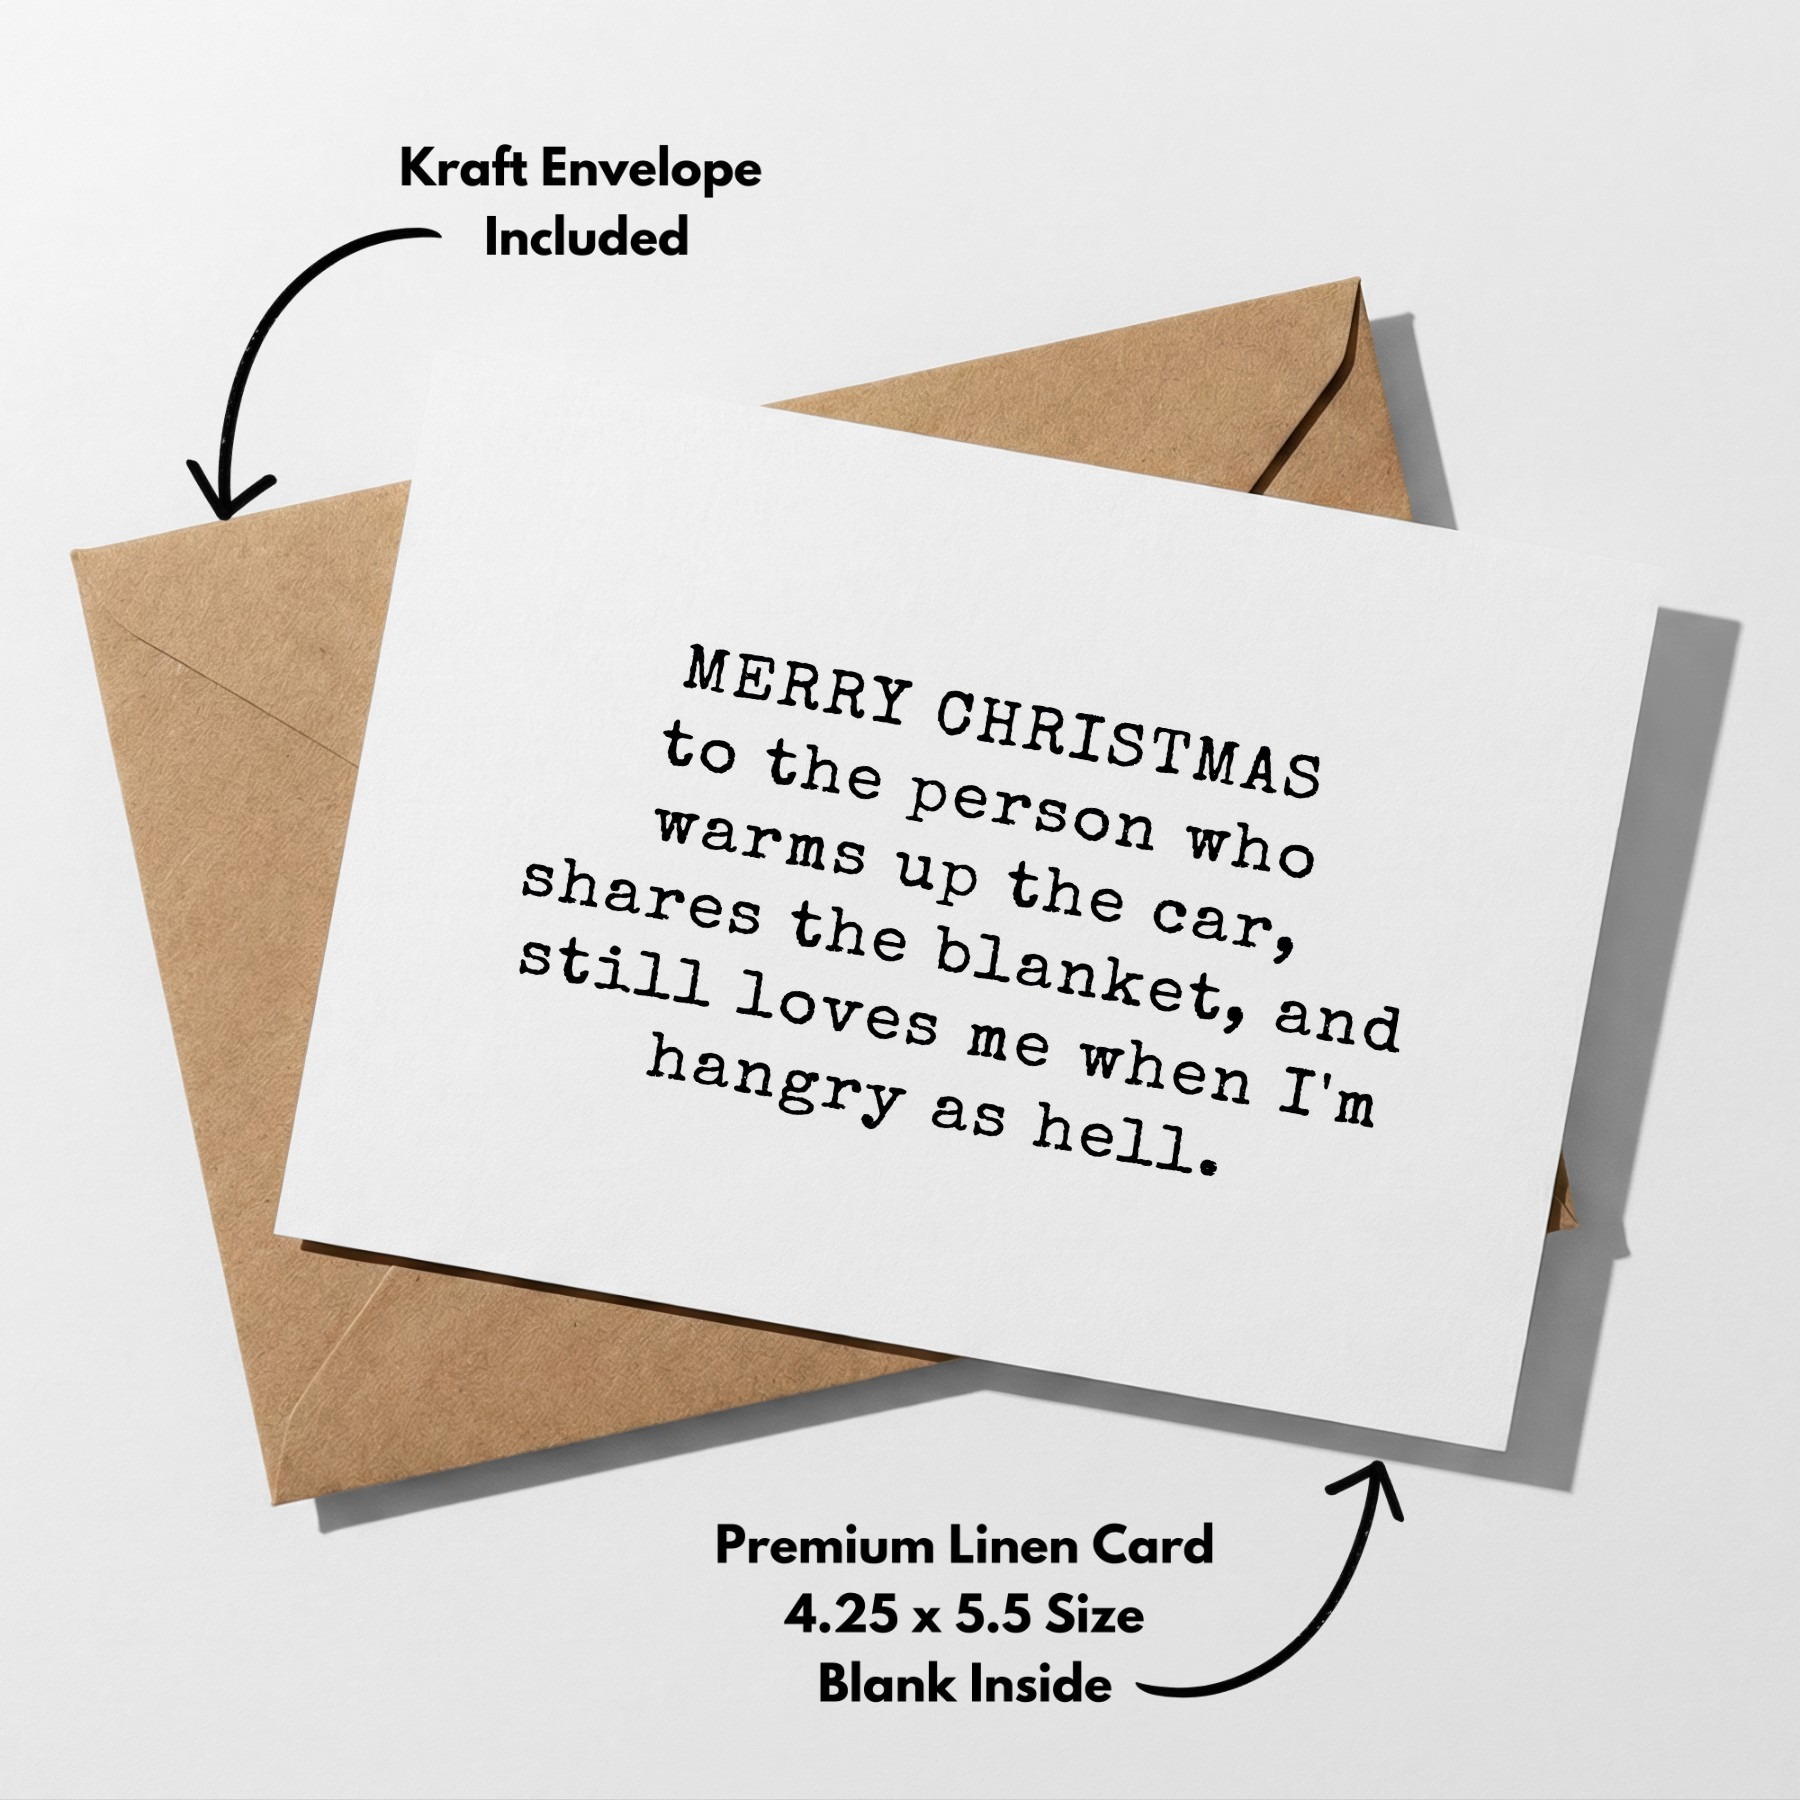 Kraft Envelope
Included
MERRY CHRISTMAS
to the person who
warms up the car,
shares the blanket, and
still loves me when I'm
hangry as hell.
Premium Linen Card
4.25 x 5.5 Size
Blank Inside